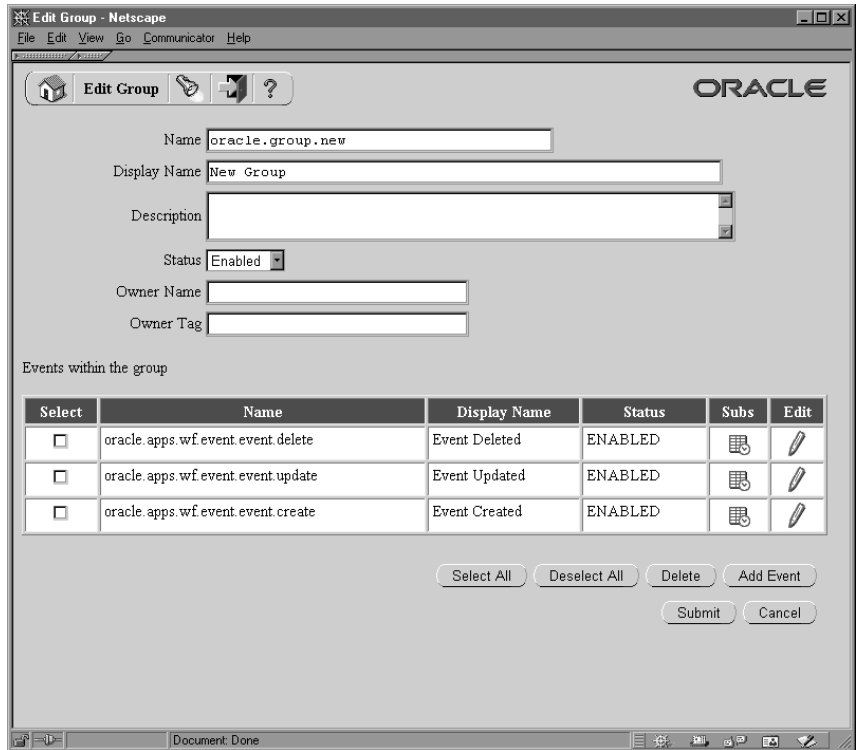 Edit Group - Netscape
File Edit View Go Communicator Help
Edit Group ?
ORACLE
Name oracle.group.new
Display Name New Group
Description
Status Enabled
Owner Name
Owner Tag
Events within the group
Select Name Display Name Status Subs Edit
oracle.apps.wf.event.event.delete Event Deleted ENABLED
oracle.apps.wf.event.event.update Event Updated ENABLED
oracle.apps.wf.event.event.create Event Created ENABLED
Select All Deselect All Delete Add Event
Submit Cancel
Document: Done